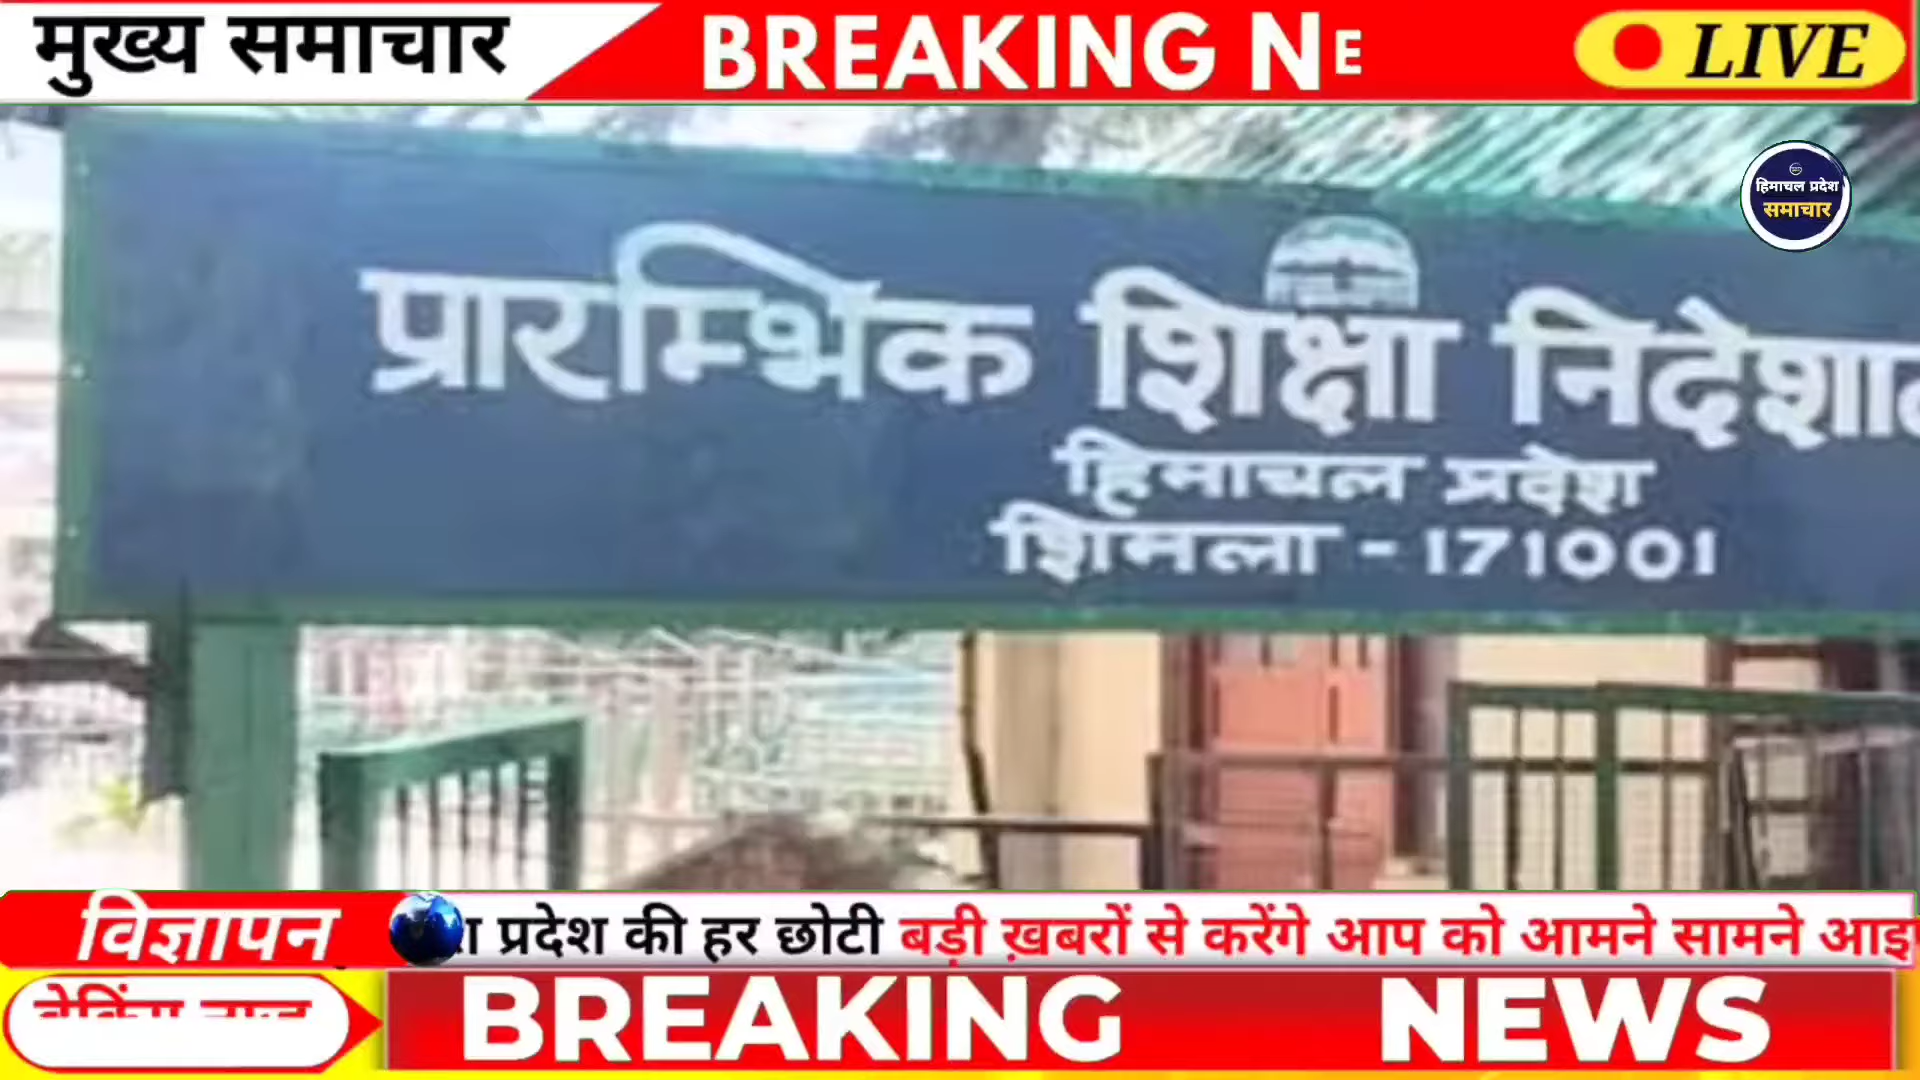 मुख्य समाचार
BREAKING NE
LIVE
हिमाचल प्रदेश
समाचार
प्रारम्भिक शिक्षा
हिमाचल प्रदेश
शिमला - 171001
विज्ञापन
प्रदेश की हर छोटी बड़ी ख़बरों से करेंगे आप को आमने सामने
BREAKING NEWS